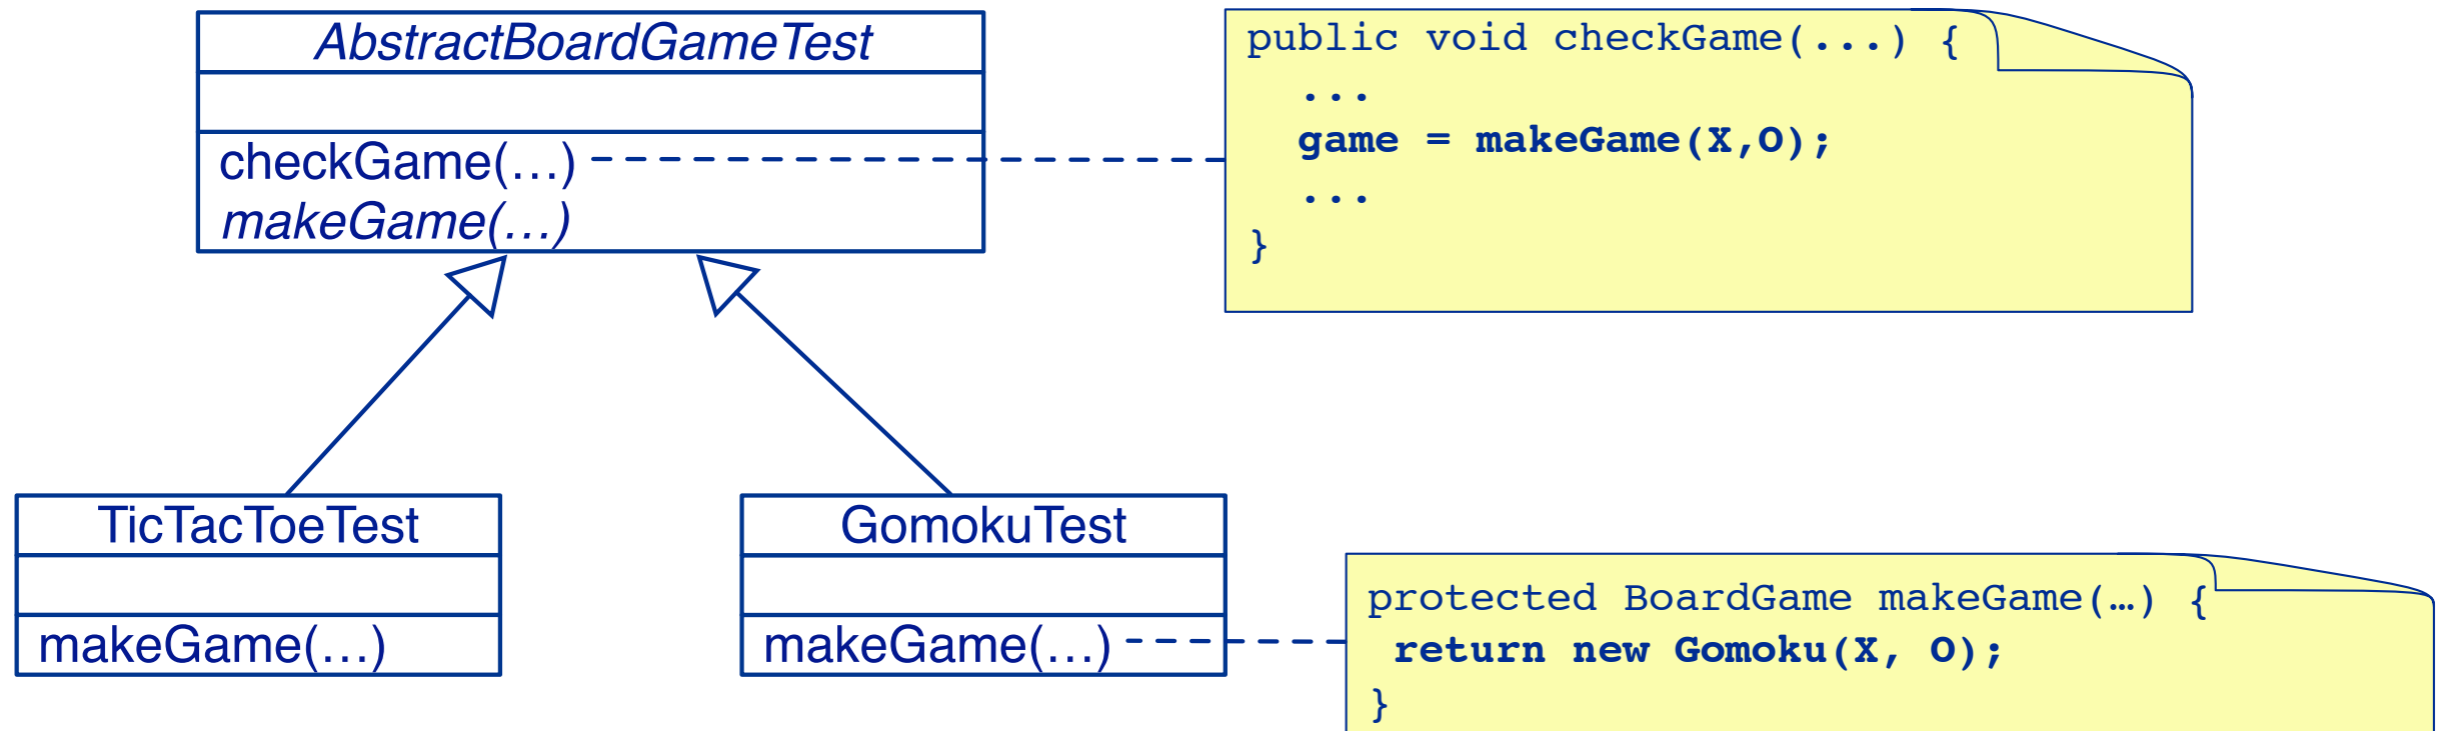 AbstractBoardGameTest
checkGame(…)
makeGame(…)
public void checkGame(...) {
...
game = makeGame(X,O);
...
}
TicTacToeTest
makeGame(…)
GomokuTest
makeGame(…)
protected BoardGame makeGame(…) {
return new Gomoku(X, O);
}